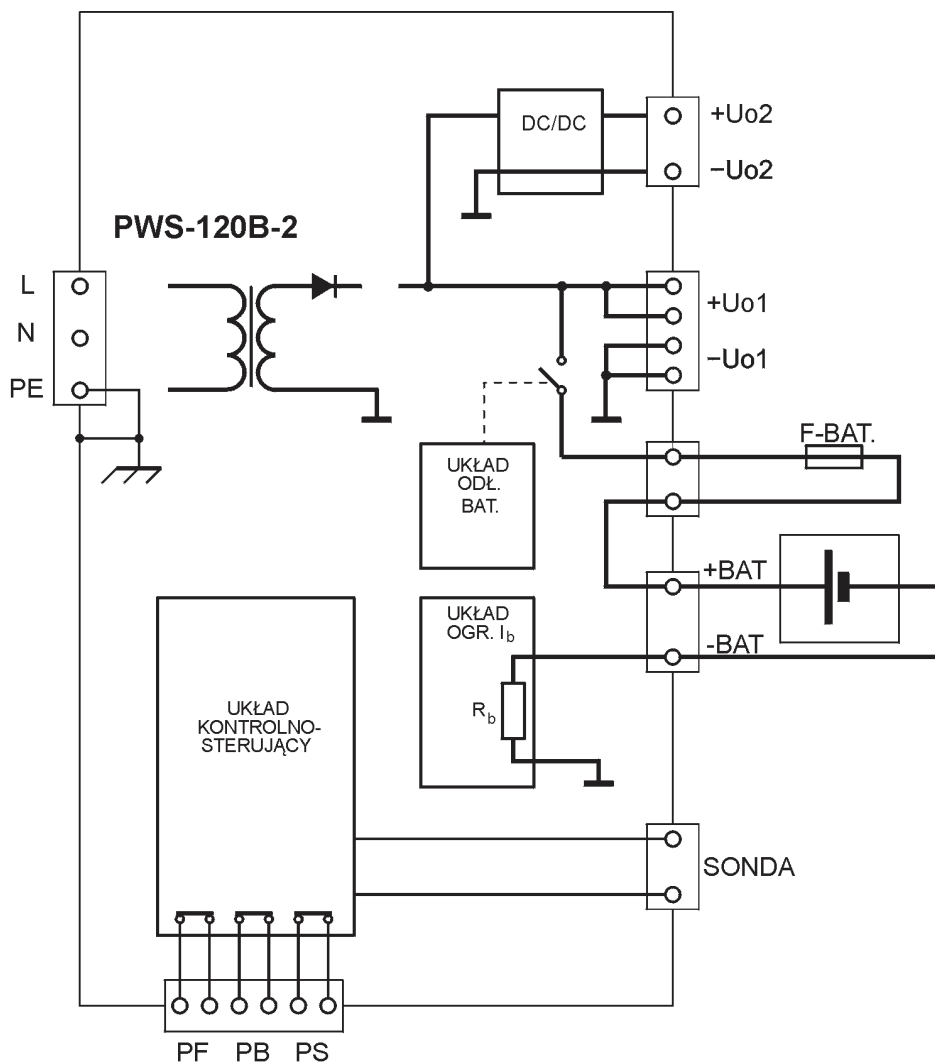 DC/DC
+Uo2
−Uo2
PWS-120B-2
L
N
PE
+Uo1
−Uo1
F-BAT.
UKŁAD
ODŁ.
BAT.
+BAT
-BAT
UKŁAD
OGR. Ib
Rb
UKŁAD
KONTROLNO-
STERUJĄCY
SONDA
PF PB PS